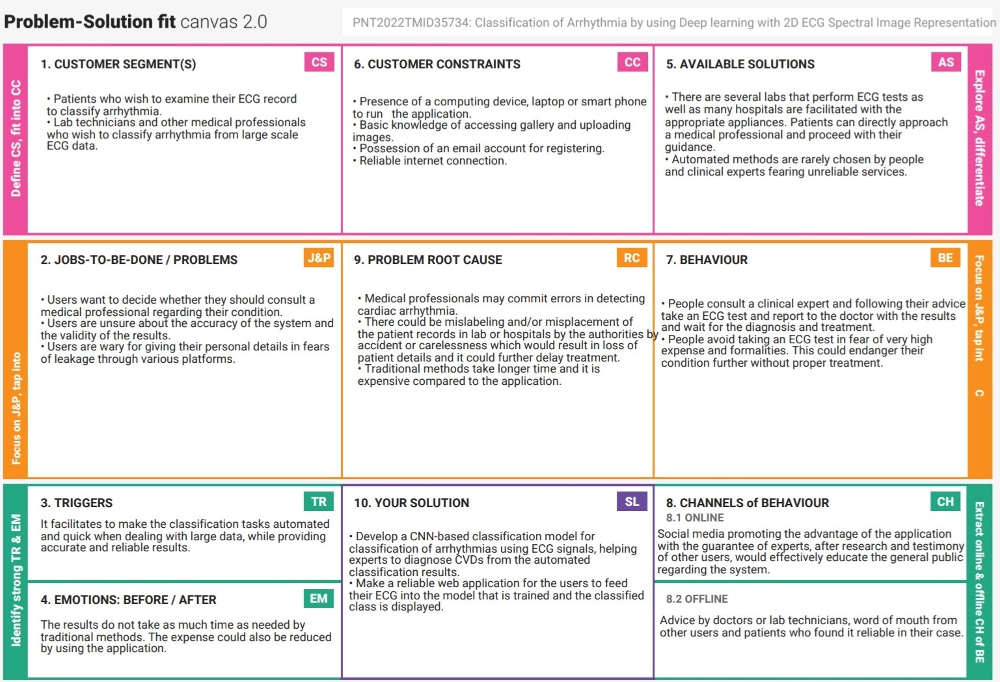 Problem-Solution fit canvas 2.0
PNT2022TMID35734: Classification of Arrhythmia by using Deep learning with 2D ECG Spectral Image Representation
Define CS, fit into CC
1. CUSTOMER SEGMENT(S)
CS
• Patients who wish to examine their ECG record
to classify arrhythmia.
• Lab technicians and other medical professionals
who wish to classify arrhythmia from large scale
ECG data.
6. CUSTOMER CONSTRAINTS
CC
• Presence of a computing device, laptop or smart phone
to run the application.
• Basic knowledge of accessing gallery and uploading
images.
• Possession of an email account for registering.
• Reliable internet connection.
5. AVAILABLE SOLUTIONS
AS
• There are several labs that perform ECG tests as
well as many hospitals are facilitated with the
appropriate appliances. Patients can directly approach
a medical professional and proceed with their
guidance.
• Automated methods are rarely chosen by people
and clinical experts fearing unreliable services.
Explore AS, differentiate
Focus on J&P, tap into
2. JOBS-TO-BE-DONE / PROBLEMS
J&P
• Users want to decide whether they should consult a
medical professional regarding their condition.
• Users are unsure about the accuracy of the system and
the validity of the results.
• Users are wary for giving their personal details in fears
of leakage through various platforms.
9. PROBLEM ROOT CAUSE
RC
• Medical professionals may commit errors in detecting
cardiac arrhythmia.
• There could be mislabeling and/or misplacement of
the patient records in lab or hospitals by the authorities by
accident or carelessness which would result in loss of
patient details and it could further delay treatment.
• Traditional methods take longer time and it is
expensive compared to the application.
7. BEHAVIOUR
BE
• People consult a clinical expert and following their advice
take an ECG test and report to the doctor with the results
and wait for the diagnosis and treatment.
• People avoid taking an ECG test in fear of very high
expense and formalities. This could endanger their
condition further without proper treatment.
Focus on J&P, tap int C
Identify strong TR & EM
3. TRIGGERS
TR
It facilitates to make the classification tasks automated
and quick when dealing with large data, while providing
accurate and reliable results.
4. EMOTIONS: BEFORE / AFTER
EM
The results do not take as much time as needed by
traditional methods. The expense could also be reduced
by using the application.
10. YOUR SOLUTION
SL
• Develop a CNN-based classification model for
classification of arrhythmias using ECG signals, helping
experts to diagnose CVDs from the automated
classification results.
• Make a reliable web application for the users to feed
their ECG into the model that is trained and the classified
class is displayed.
8. CHANNELS of BEHAVIOUR
CH
8.1 ONLINE
Social media promoting the advantage of the application
with the guarantee of experts, after research and testimony
of other users, would effectively educate the general public
regarding the system.
8.2 OFFLINE
Advice by doctors or lab technicians, word of mouth from
other users and patients who found it reliable in their case.
Extract online & offline CH of BE